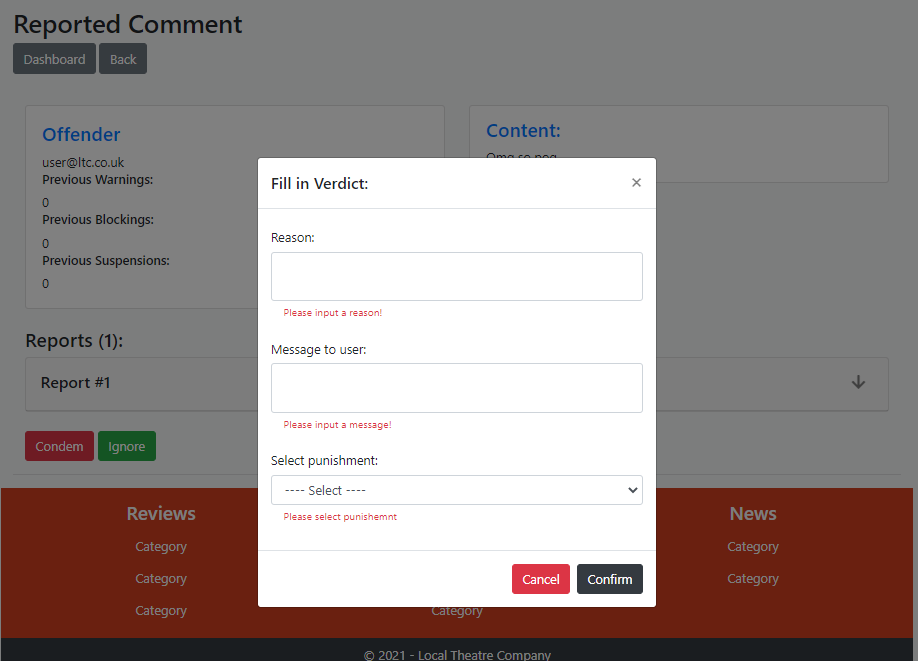 Reported Comment
Dashboard Back
Offender
user@ltc.co.uk
Previous Warnings:
0
Previous Blockings:
0
Previous Suspensions:
0
Content:
Omg so
Fill in Verdict:
×
Reason:
Please input a reason!
Message to user:
Please input a message!
Select punishment:
---- Select ----
Please select punishemnt
Cancel Confirm
Reports (1):
Report #1
Condem Ignore
Reviews
Category
Category
Category
Category
News
Category
Category
© 2021 - Local Theatre Company